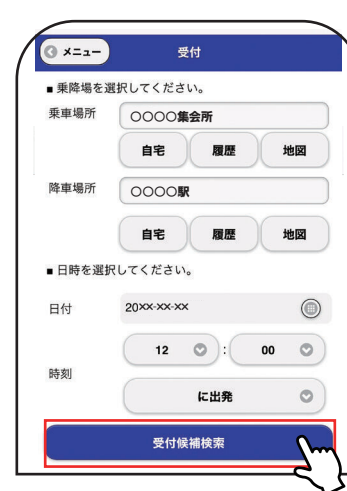 メニュー
受付
■ 乗降場を選択してください。
乗車場所
○○○○集会所
自宅 履歴 地図
降車場所
○○○○駅
自宅 履歴 地図
■ 日時を選択してください。
日付
20××-××-××
12 : 00
時刻
に出発
受付候補検索